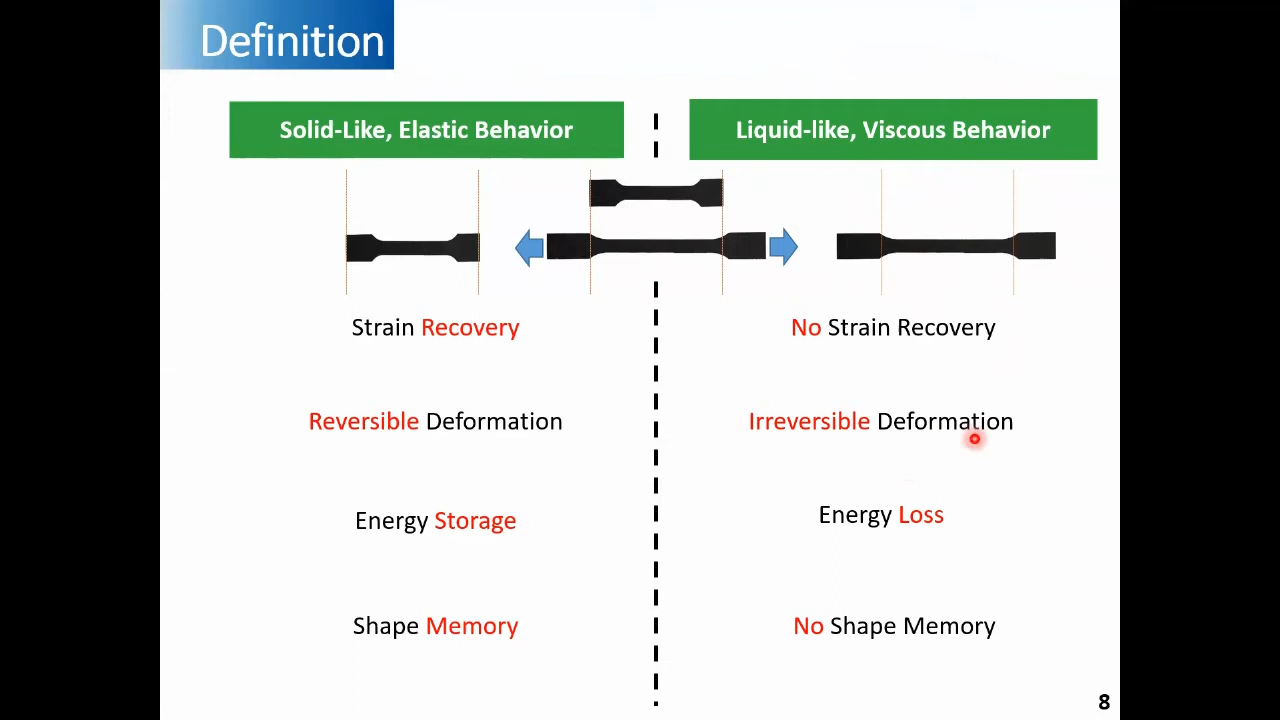 Definition
Solid-Like, Elastic Behavior
Liquid-like, Viscous Behavior
Strain Recovery
No Strain Recovery
Reversible Deformation
Irreversible Deformation
Energy Storage
Energy Loss
Shape Memory
No Shape Memory
8